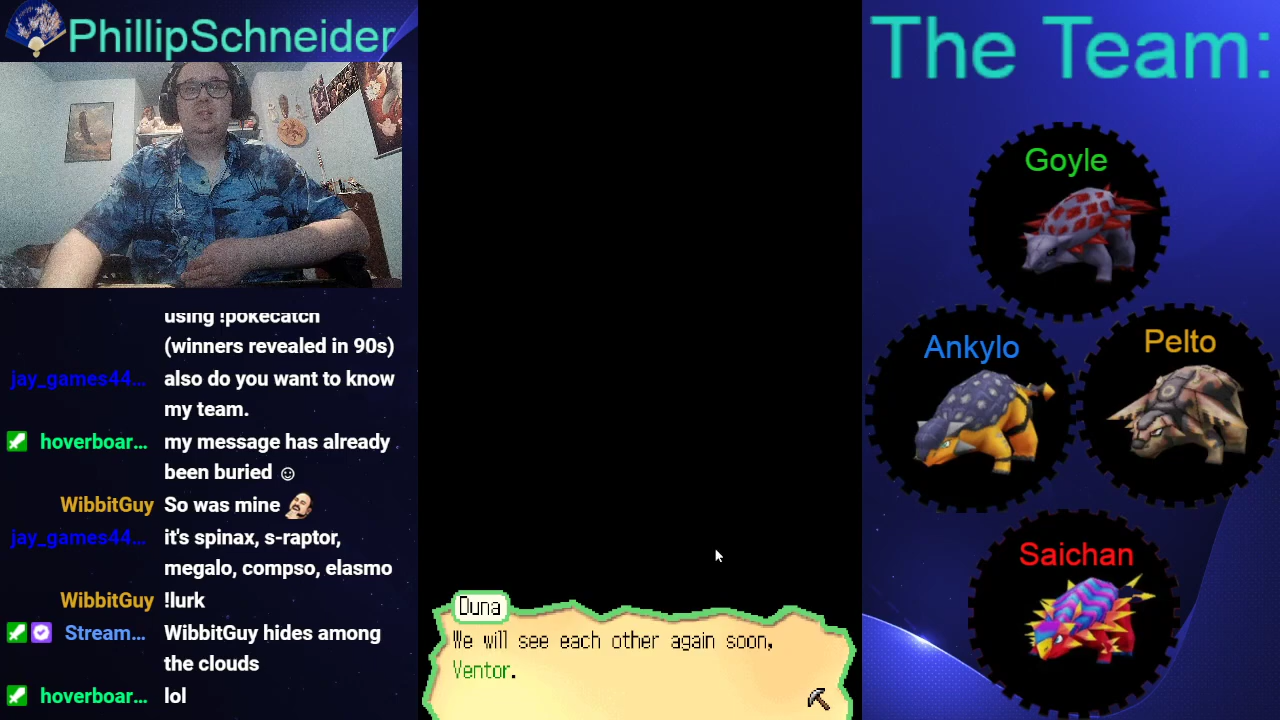 PhillipSchneider
using !pokecatch
(winners revealed in 90s)
jay_games44... also do you want to know
my team.
hoverboar... my message has already
been buried
WibbitGuy So was mine
jay_games44... it's spinax, s-raptor,
megalo, compso, elasmo
WibbitGuy !lurk
Stream... WibbitGuy hides among
the clouds
hoverboar... lol
Duna
We will see each other again soon,
Ventor.
The Team:
Goyle
Ankylo
Pelto
Saichan